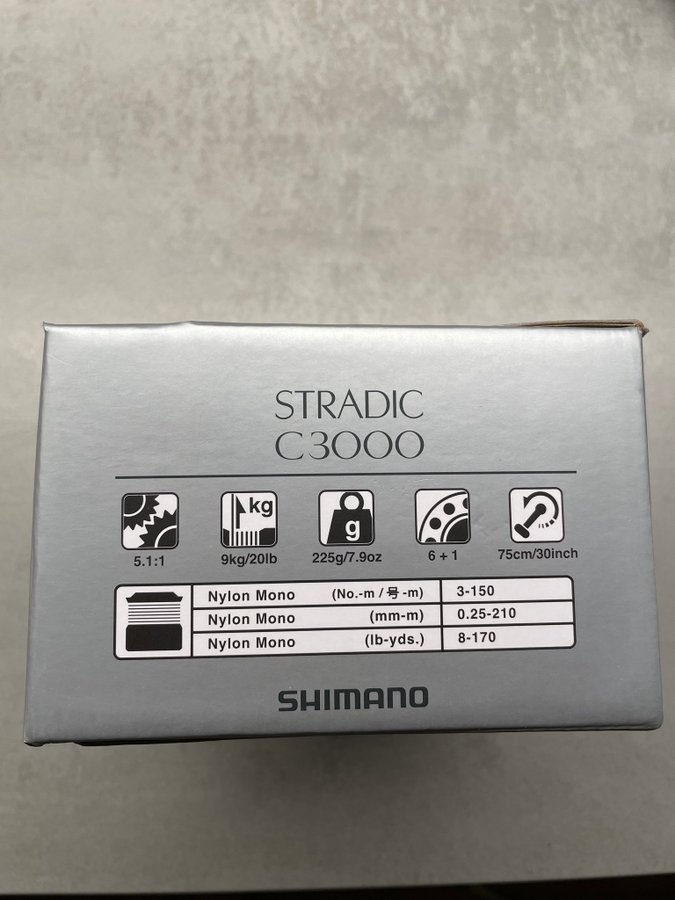 STRADIC
C3000
kg
g
5.1:1 9kg/20lb 225g/7.9oz 6 + 1 75cm/30inch
Nylon Mono (No.-m / 号 -m) 3-150
Nylon Mono (mm-m) 0.25-210
Nylon Mono (lb-yds.) 8-170
SHIMANO